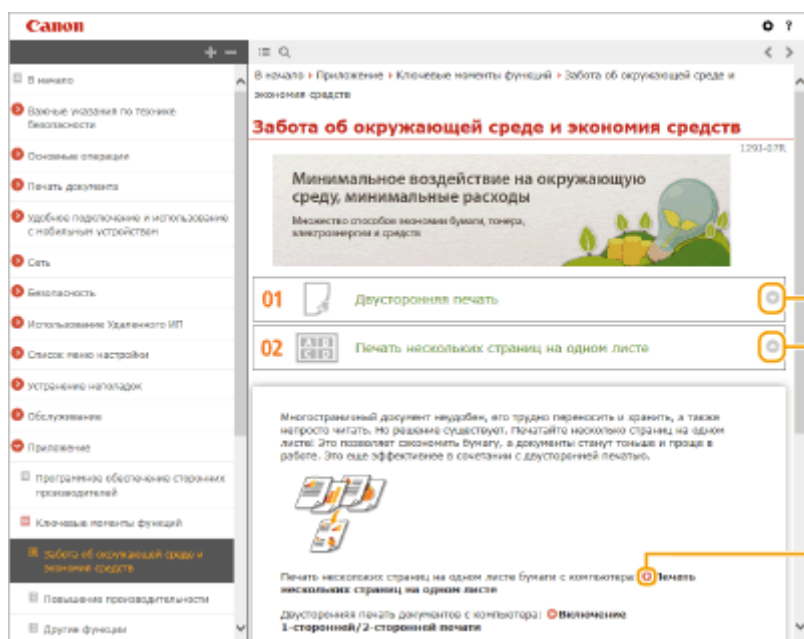 Canon
?
+ −
< >
В начало
Важные указания по технике
безопасности
Основные операции
Печать документа
Удобное подключение и использование
с мобильным устройством
Сеть
Безопасность
Использование Удаленного ИП
Список меню настройки
Устранение неполадок
Обслуживание
Приложение
Программное обеспечение сторонних
производителей
Ключевые моменты функций
Забота об окружающей среде и
экономия средств
Повышение производительности
Другие функции
В начало › Приложение › Ключевые моменты функций › Забота об окружающей среде и
экономия средств
Забота об окружающей среде и экономия средств
1293-07R
Минимальное воздействие на окружающую
среду, минимальные расходы
Множество способов экономии бумаги, тонера,
электроэнергии и средств
01 Двусторонняя печать
02 A B C D Печать нескольких страниц на одном листе
Многостраничный документ неудобен, его трудно переносить и хранить, а также
непросто читать. Но решение существует. Печатайте несколько страниц на одном
листе! Это позволяет сэкономить бумагу, а документы станут тоньше и проще в
работе. Это еще эффективнее в сочетании с двусторонней печатью.
Печать нескольких страниц на одном листе бумаги с компьютера: Печать
нескольких страниц на одном листе
Двусторонняя печать документов с компьютера: Включение
1-сторонней/2-сторонней печати